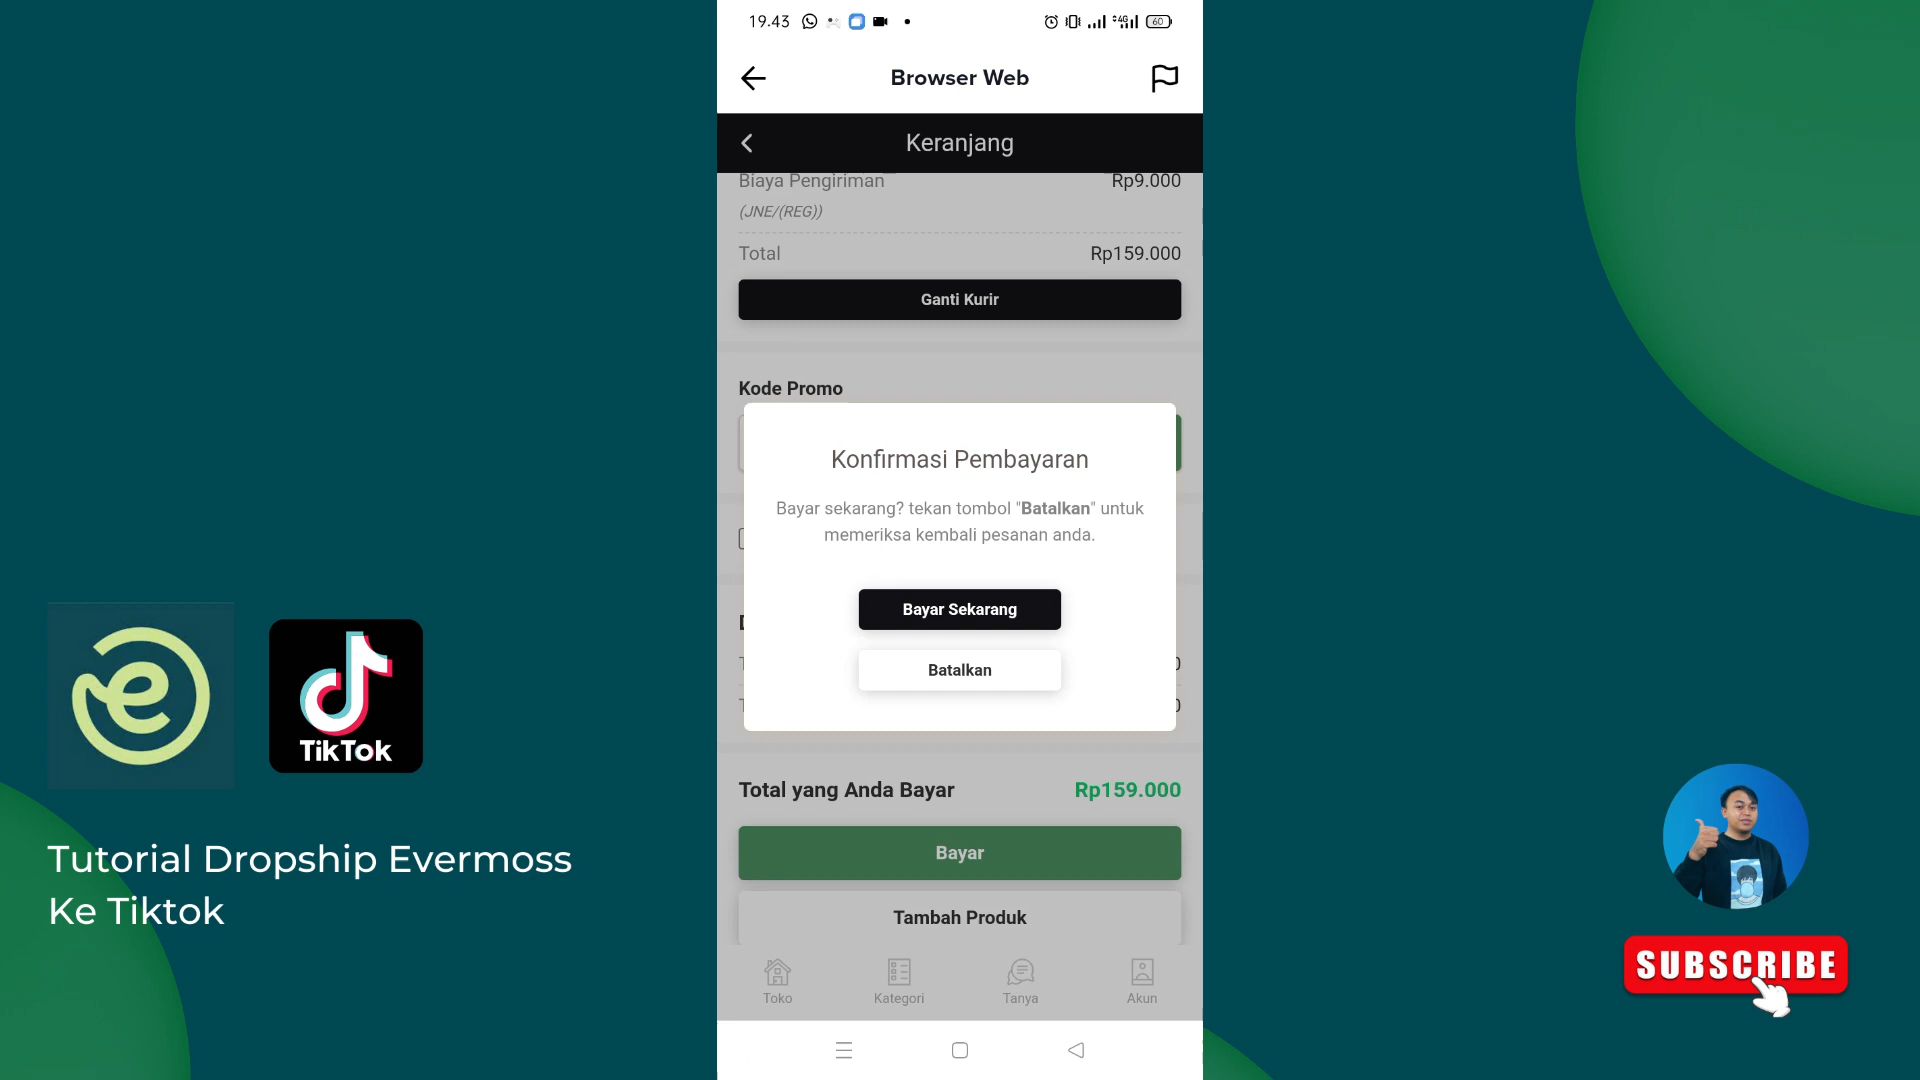 19.43
4G
60
Browser Web
Keranjang
Biaya Pengiriman Rp9.000
(JNE/(REG))
Total Rp159.000
Ganti Kurir
Kode Promo
Konfirmasi Pembayaran
Bayar sekarang? tekan tombol "Batalkan" untuk
memeriksa kembali pesanan anda.
Bayar Sekarang
Batalkan
Total yang Anda Bayar Rp159.000
Bayar
Tambah Produk
Toko Kategori Tanya Akun
e
TikTok
Tutorial Dropship Evermoss
Ke Tiktok
SUBSCRIBE